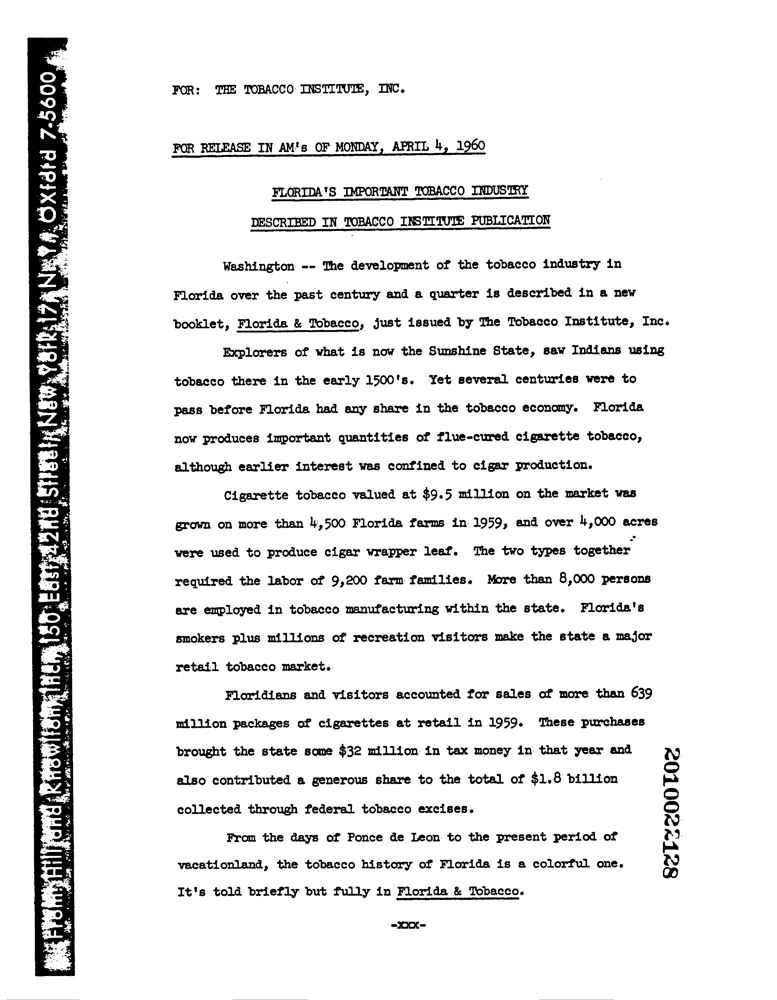 FOR: THE TOBACCO INSTITUTE, INC.
FOR RELEASE IN AM's OF MONDAY, APRIL 4, 1960
FLORIDA'S IMPORTANT TOBACCO INDUSTRY
DESCRIBED IN TOBACCO INSTITUTE PUBLICATION
Washington -- The development of the tobacco industry in
Florida over the past century and a quarter is described in a new
booklet, Florida & Tobacco, just issued by The Tobacco Institute, Inc.
Explorers of what is now the Sunshine State, saw Indians using
tobacco there in the early 1500's. Yet several centuries were to
pass before Florida had any share in the tobacco economy. Florida
now produces important quantities of flue-cured cigarette tobacco,
although earlier interest was confined to cigar production.
Cigarette tobacco valued at $9.5 million on the market was
grown on more than 4,500 Florida farms in 1959, and over 4,000 acres
were used to produce cigar wrapper leaf. The two types together
required the labor of 9,200 farm families. More than 8,000 persons
are employed in tobacco manufacturing within the state. Florida's
smokers plus millions of recreation visitors make the state a major
retail tobacco market.
Floridians and visitors accounted for sales of more than 639
million packages of cigarettes at retail in 1959. These purchases
brought the state some $32 million in tax money in that year and
also contributed a generous share to the total of $1.8 billion
collected through federal tobacco excises.
From the days of Ponce de Leon to the present period of
vacationland, the tobacco history of Florida is a colorful one.
It's told briefly but fully in Florida & Tobacco.
-xxx-
From: Hill and Knowlton, Inc., 150 East 42nd Street, New York 17, N. Y., OXford 7-5600
2010022128